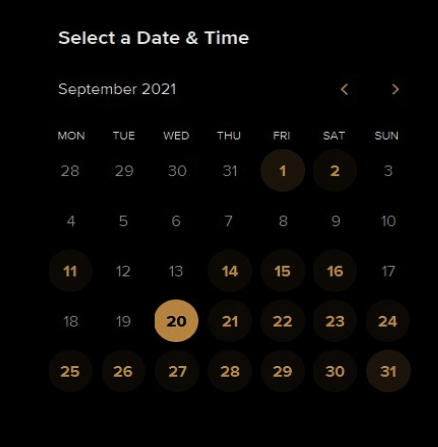 Select a Date & Time
September 2021
MON TUE WED THU FRI SAT SUN
28 29 30 31 1 2 3
4 5 6 7 8 9 10
11 12 13 14 15 16 17
18 19 20 21 22 23 24
25 26 27 28 29 30 31